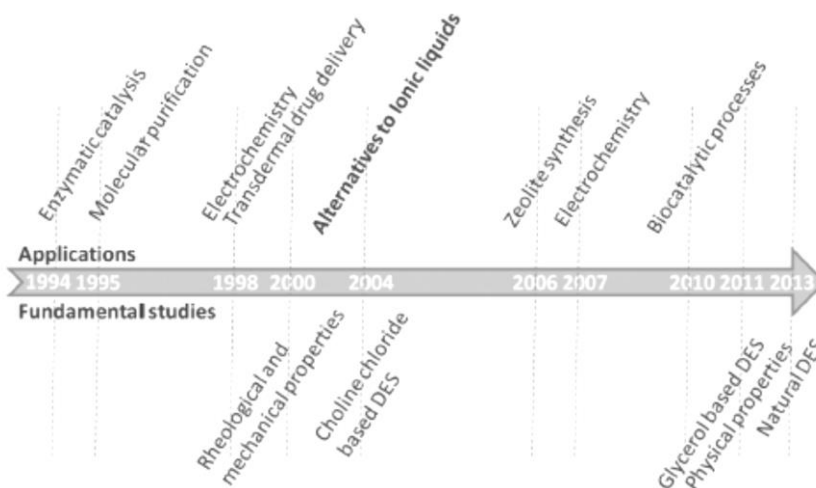 Enzymatic catalysis
Molecular purification
Electrochemistry
Transdermal drug delivery
Alternatives to Ionic liquids
Zeolite synthesis
Electrochemistry
Biocatalytic processes
Applications
1994 1995 1998 2000 2004 2006 2007 2010 2011 2013
Fundamental studies
Rheological and
mechanical properties
Choline chloride
based DES
Glycerol based DES
Physical properties
Natural DES